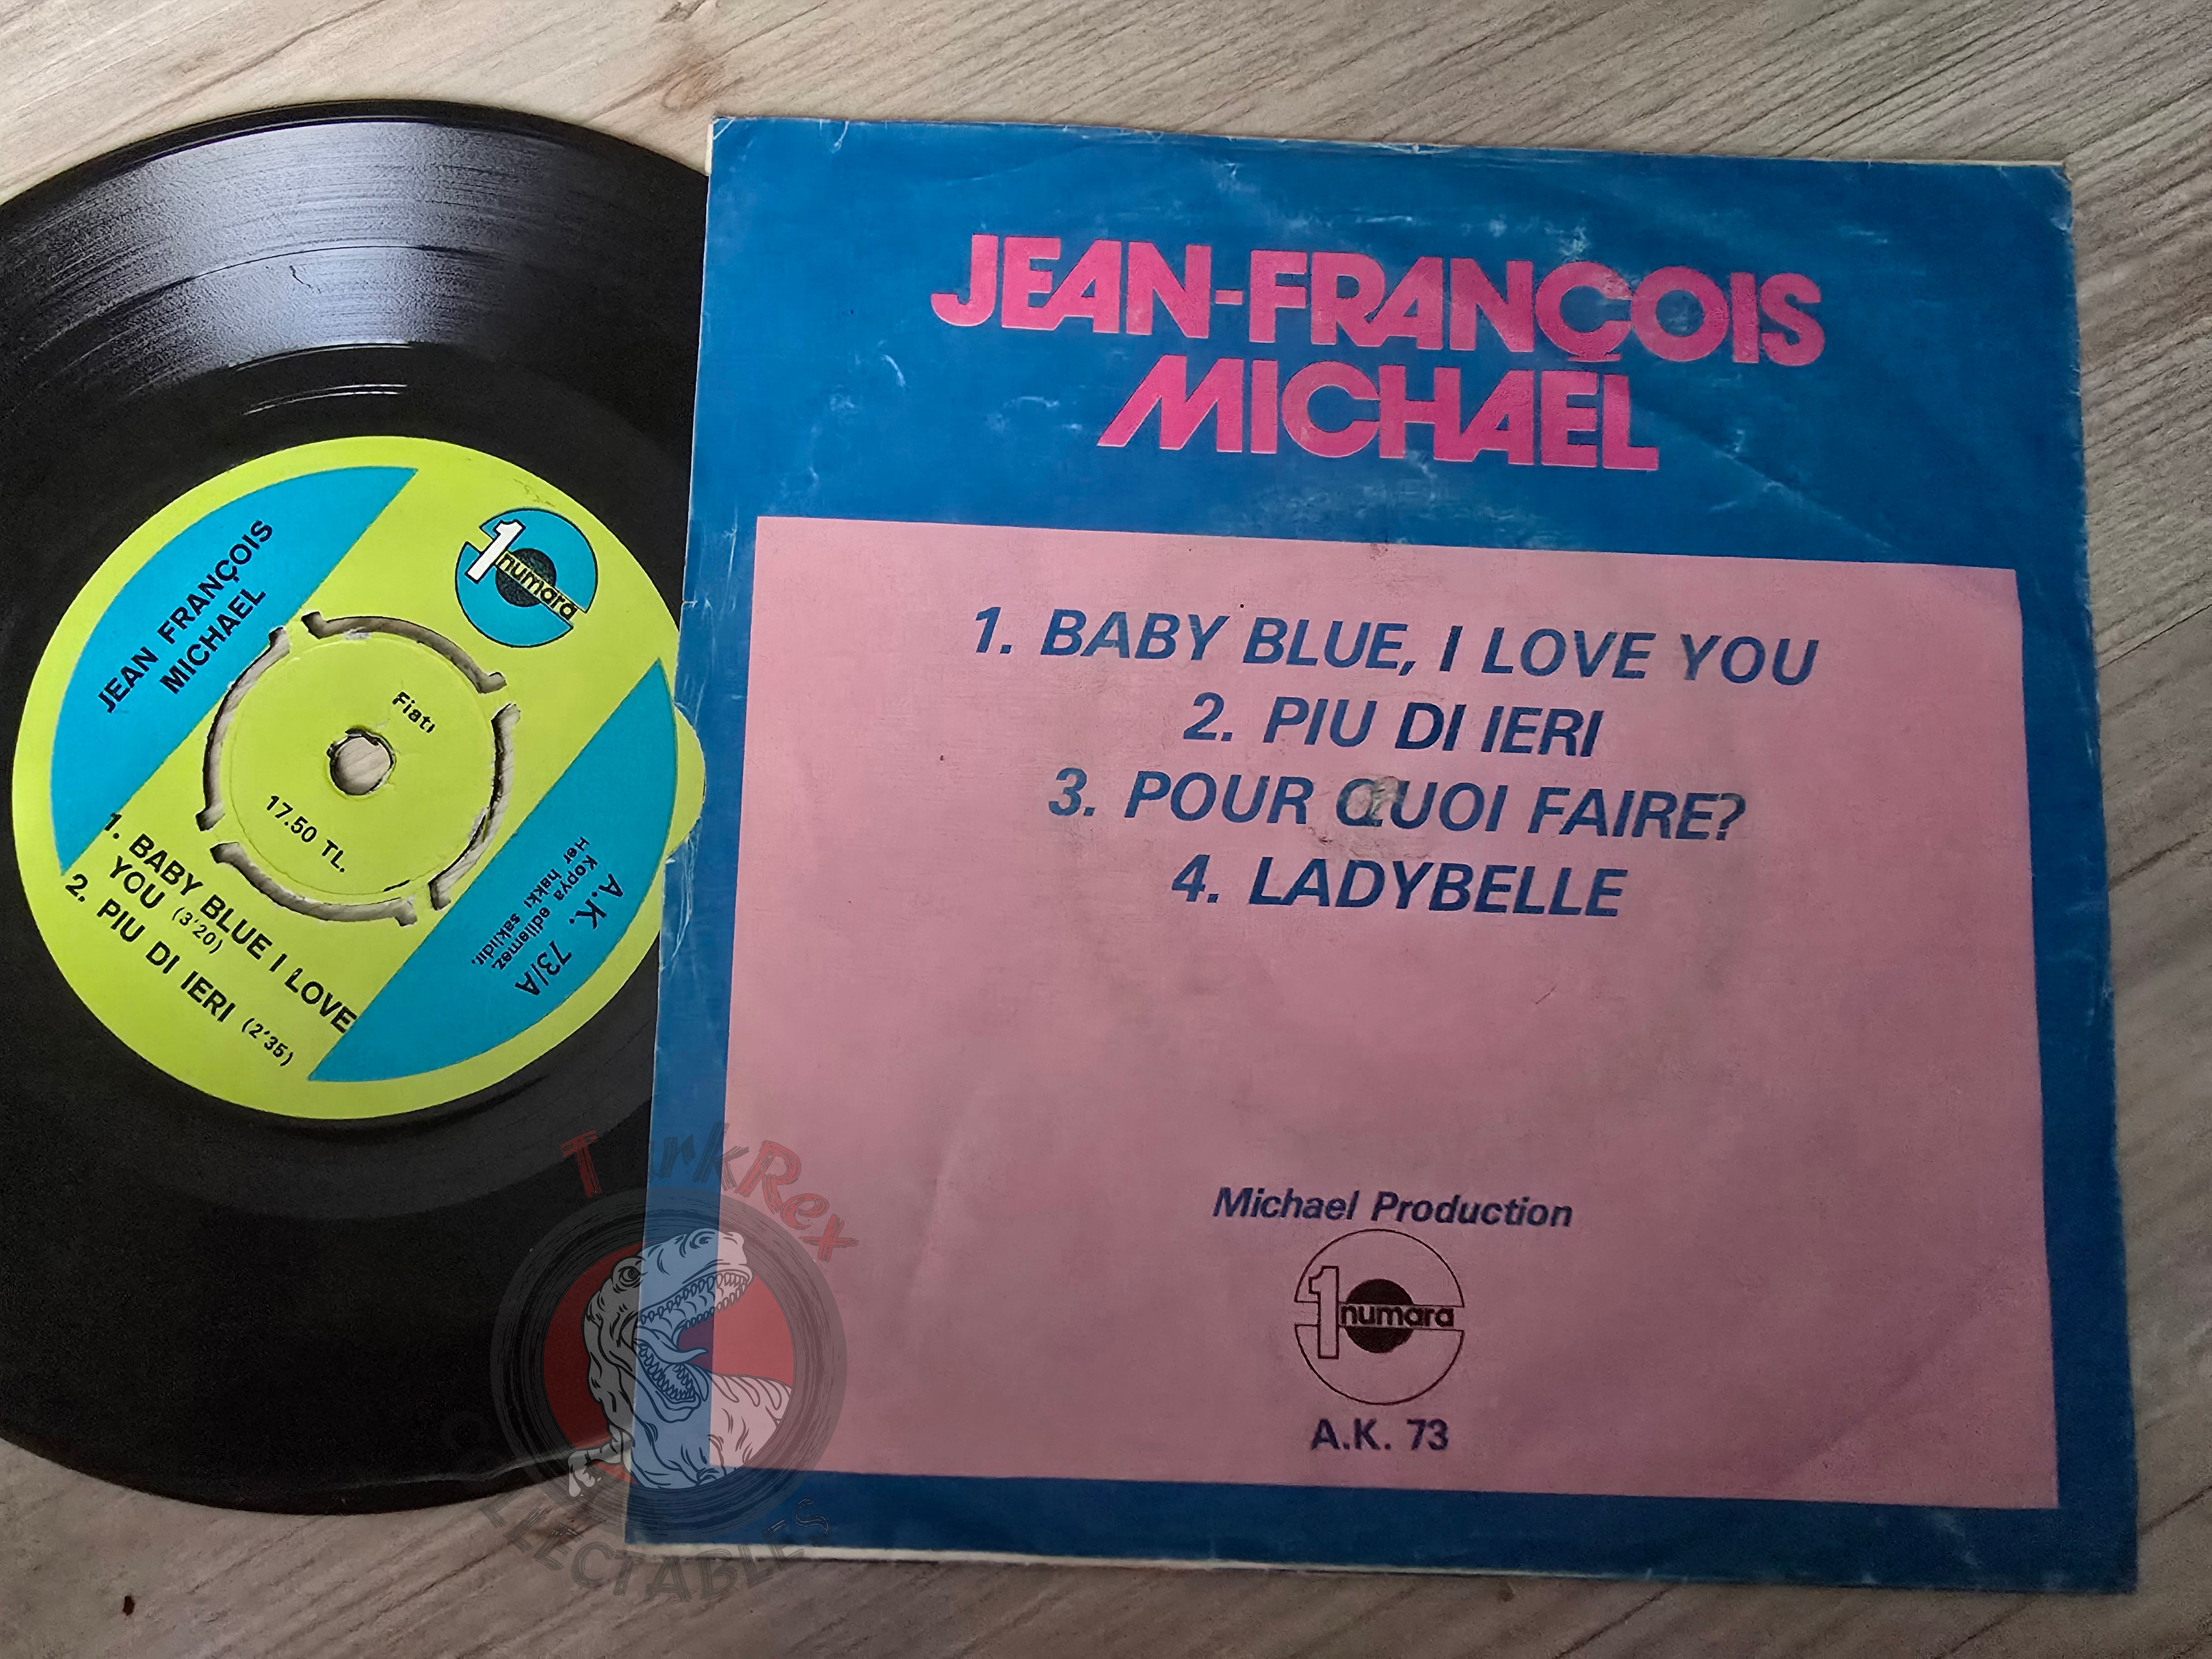 JEAN FRANÇOIS
MICHAEL
1 numara
Fiatı
17.50 TL.
1. BABY BLUE I LOVE
YOU (3'20)
2. PIU DI IERI (2'35)
A.K. 73/A
Kopya edilemez.
Her hakkı saklıdır.
JEAN-FRANÇOIS
MICHAEL
1. BABY BLUE, I LOVE YOU
2. PIU DI IERI
3. POUR QUOI FAIRE?
4. LADYBELLE
Michael Production
1 numara
A.K. 73
TurkRex
COLLECTABLES